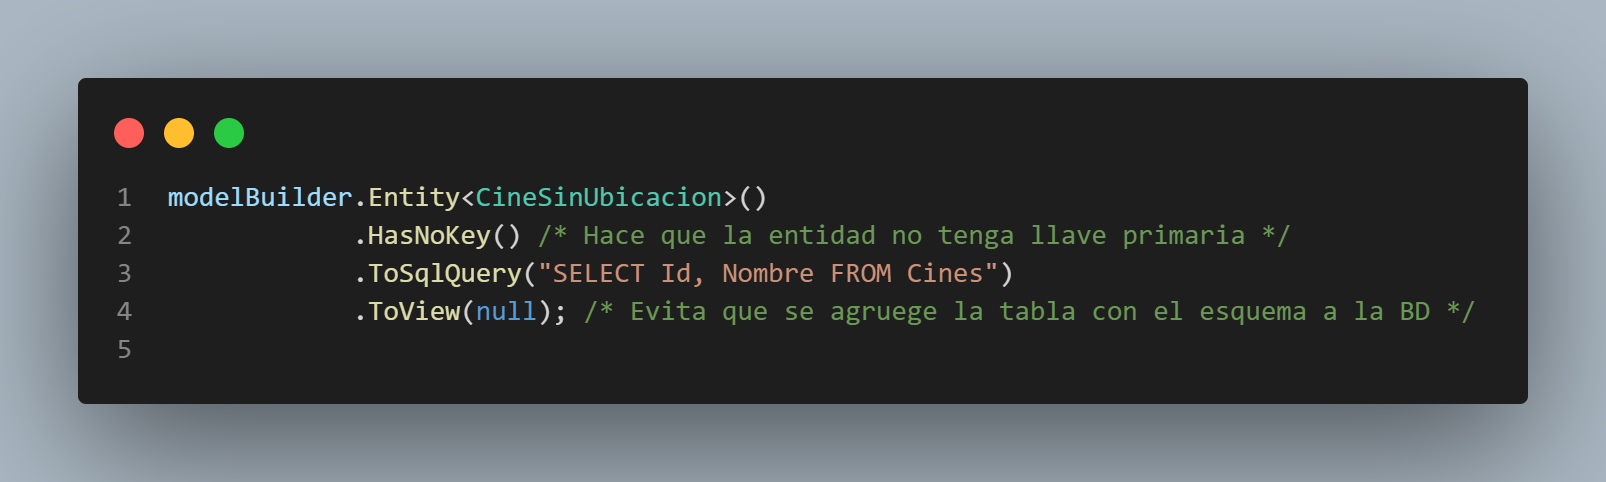 1 modelBuilder.Entity<CineSinUbicacion>()
2 .HasNoKey() /* Hace que la entidad no tenga llave primaria */
3 .ToSqlQuery("SELECT Id, Nombre FROM Cines")
4 .ToView(null); /* Evita que se agruege la tabla con el esquema a la BD */
5